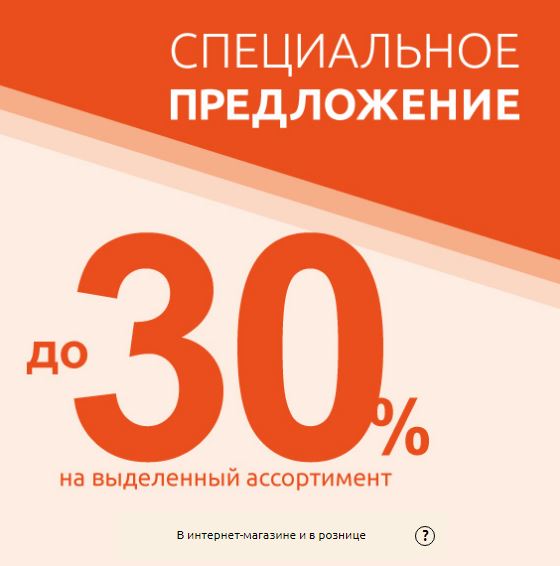 СПЕЦИАЛЬНОЕ
ПРЕДЛОЖЕНИЕ
до 30%
на выделенный ассортимент
В интернет-магазине и в рознице ?